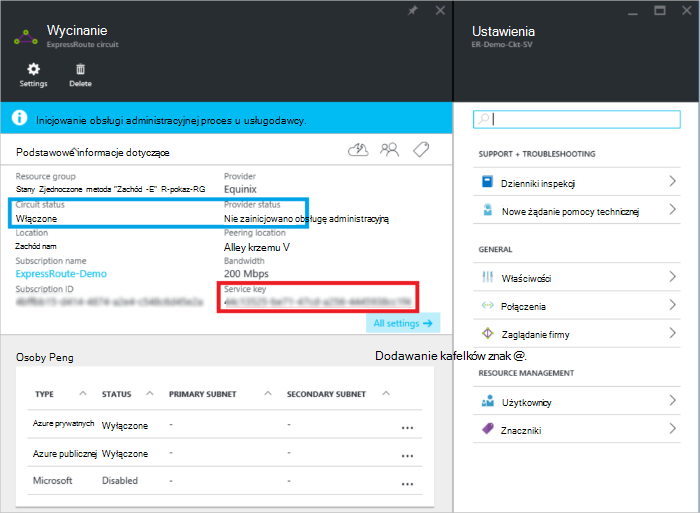 Wycinanie
ExpressRoute circuit
Settings
Delete
Inicjowanie obsługi administracyjnej proces u usługodawcy.
Podstawowe informacje dotyczące
Resource group
Stany Zjednoczone metoda "Zachód -E" R-pokaz-RG
Provider
Equinix
Circuit status
Włączone
Provider status
Nie zainicjowano obsługę administracyjną
Location
Zachód nam
Peering location
Alley krzemu V
Subscription name
ExpressRoute-Demo
Bandwidth
200 Mbps
Subscription ID
Service key
All settings →
Osoby Peng
Dodawanie kafelków znak @.
TYPE STATUS PRIMARY SUBNET SECONDARY SUBNET
Azure prywatnych Wyłączone - - ...
Azure publicznej Wyłączone - - ...
Microsoft Disabled - - ...
Ustawienia
ER-Demo-Ckt-SV
SUPPORT + TROUBLESHOOTING
Dzienniki inspekcji
Nowe żądanie pomocy technicznej
GENERAL
Właściwości
Połączenia
Zaglądanie firmy
RESOURCE MANAGEMENT
Użytkownicy
Znaczniki